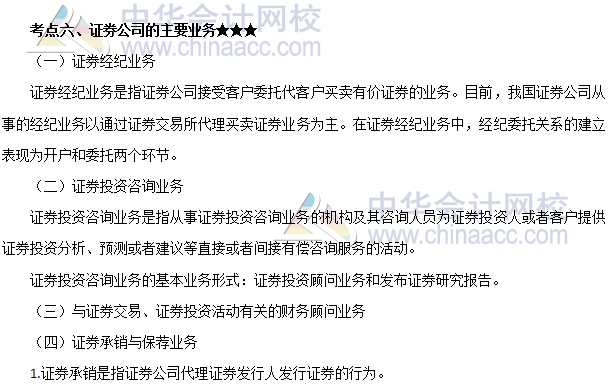 中华会计网校
www.chinaacc.com
考点六、证券公司的主要业务★★★
（一）证券经纪业务
证券经纪业务是指证券公司接受客户委托代客户买卖有价证券的业务。目前，我国证券公司从
事的经纪业务以通过证券交易所代理买卖证券业务为主。在证券经纪业务中，经纪委托关系的建立
表现为开户和委托两个环节。
（二）证券投资咨询业务
中华会计网校
www.chinaacc.com
证券投资咨询业务是指从事证券投资咨询业务的机构及其咨询人员为证券投资人或者客户提供
证券投资分析、预测或者建议等直接或者间接有偿咨询服务的活动。
证券投资咨询业务的基本业务形式：证券投资顾问业务和发布证券研究报告。
（三）与证券交易、证券投资活动有关的财务顾问业务
（四）证券承销与保荐业务
1.证券承销是指证券公司代理证券发行人发行证券的行为。